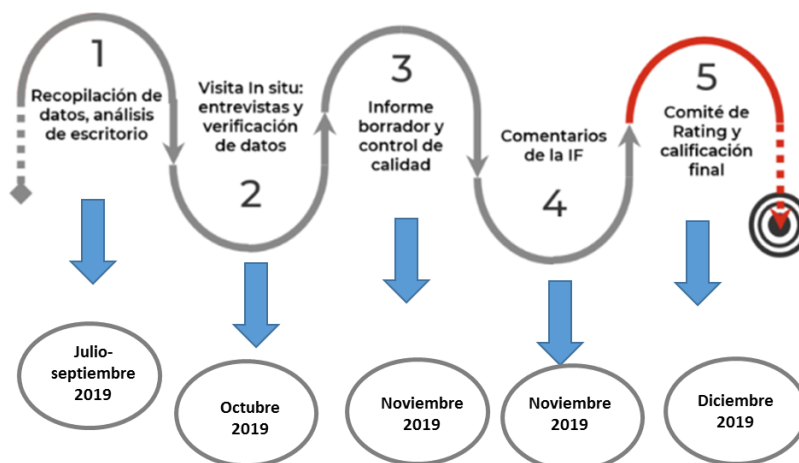 1
Recopilación de
datos, análisis
de escritorio
Visita In situ:
entrevistas y
verificación
de datos
2
3
Informe
borrador y
control de
calidad
Comentarios
de la IF
4
5
Comité de
Rating y
calificación
final
Julio-
septiembre
2019
Octubre
2019
Noviembre
2019
Noviembre
2019
Diciembre
2019